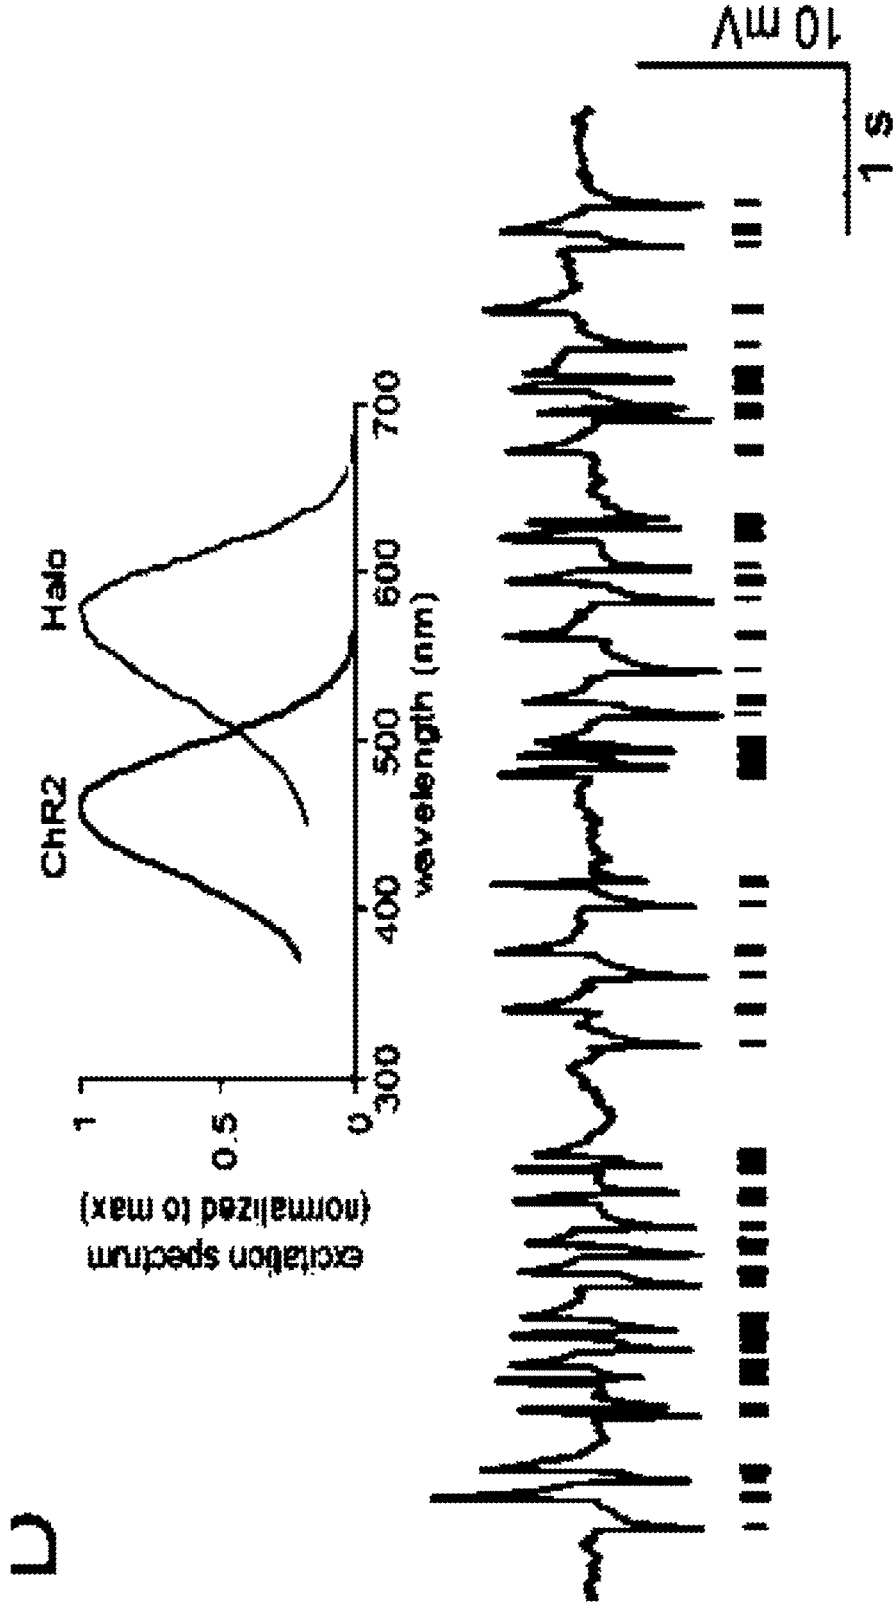 D
ChR2
Halo
excitation spectrum
(normalized to max)
1
0.5
0
300
400
500
600
700
wavelength (nm)
10 mV
1 s